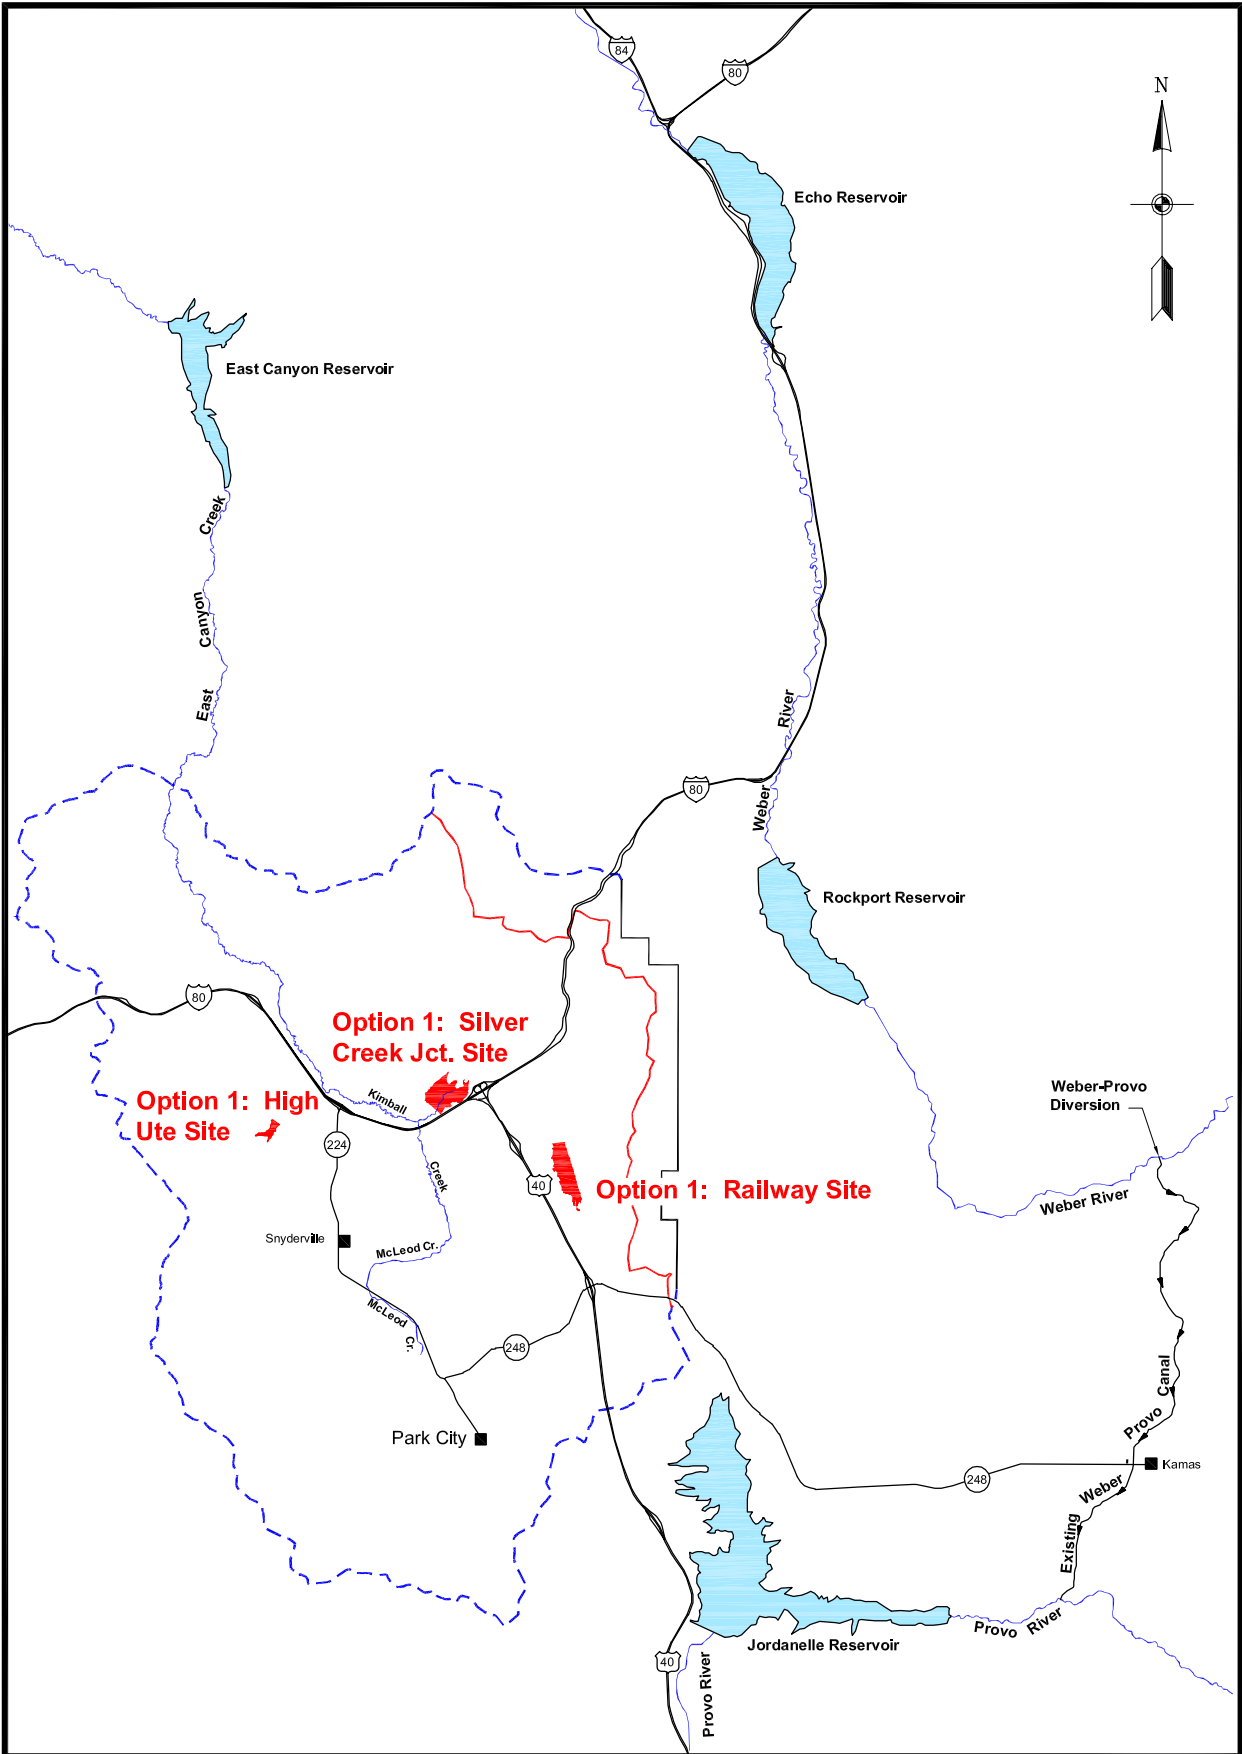 84
80
N
Echo Reservoir
East Canyon Reservoir
East Canyon Creek
Weber River
80
Rockport Reservoir
80
Option 1: Silver
Creek Jct. Site
Option 1: High
Ute Site
Kimball
Creek
224
40
Option 1: Railway Site
Weber-Provo
Diversion
Weber River
Snyderville
McLeod Cr.
McLeod Cr.
248
Park City
248
Kamas
Existing Weber - Provo Canal
Jordanelle Reservoir
Provo River
Provo River
40